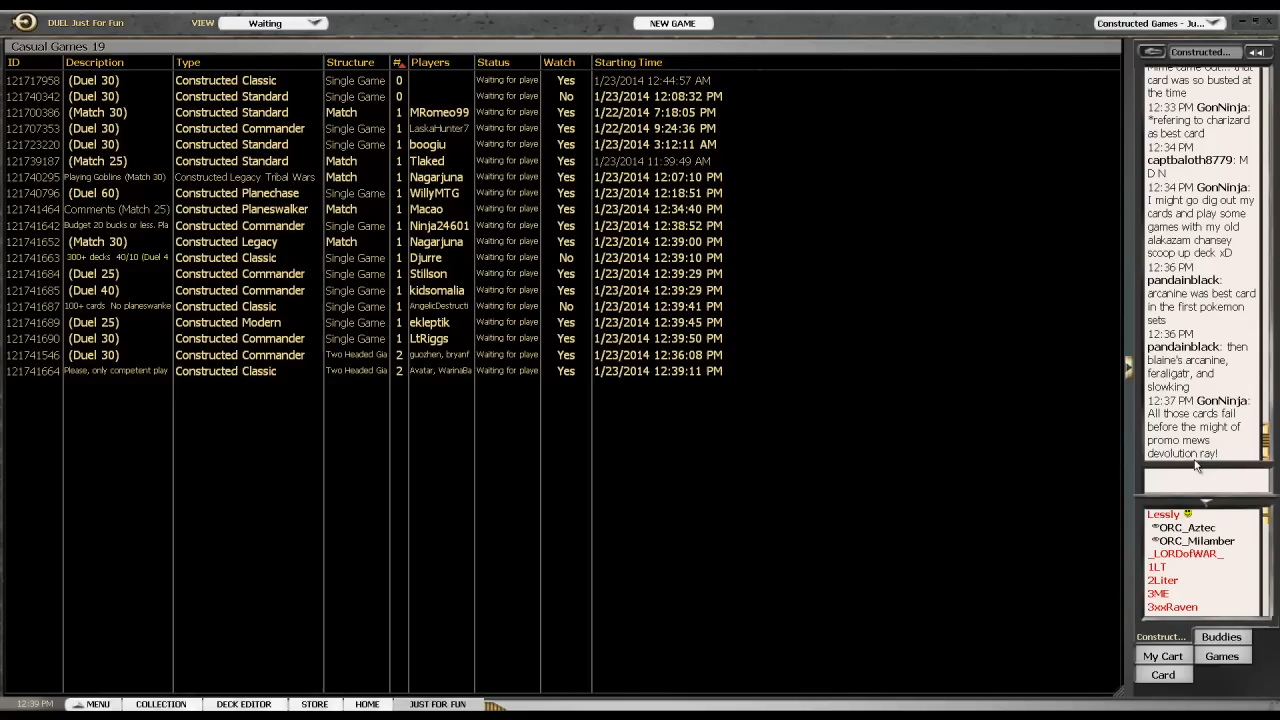 DUEL Just For Fun VIEW Waiting NEW GAME Constructed Games - Ju...
Casual Games 19
ID Description Type Structure # Players Status Watch Starting Time
121717958 (Duel 30) Constructed Classic Single Game 0 Waiting for playe Yes 1/23/2014 12:44:57 AM
121740342 (Duel 30) Constructed Standard Single Game 0 Waiting for playe No 1/23/2014 12:08:32 PM
121700386 (Match 30) Constructed Standard Match 1 MRomeo99 Waiting for playe Yes 1/22/2014 7:18:05 PM
121707353 (Duel 30) Constructed Commander Single Game 1 LaskaHunter7 Waiting for playe Yes 1/22/2014 9:24:36 PM
121723220 (Duel 30) Constructed Standard Single Game 1 boogiu Waiting for playe Yes 1/23/2014 3:12:11 AM
121739187 (Match 25) Constructed Standard Match 1 Tlaked Waiting for playe Yes 1/23/2014 11:39:49 AM
121740295 Playing Goblins (Match 30) Constructed Legacy Tribal Wars Match 1 Nagarjuna Waiting for playe Yes 1/23/2014 12:07:10 PM
121740796 (Duel 60) Constructed Planechase Single Game 1 WillyMTG Waiting for playe Yes 1/23/2014 12:18:51 PM
121741464 Comments (Match 25) Constructed Planeswalker Match 1 Macao Waiting for playe Yes 1/23/2014 12:34:40 PM
121741642 Budget 20 bucks or less. Pla Constructed Commander Single Game 1 Ninja24601 Waiting for playe Yes 1/23/2014 12:38:52 PM
121741652 (Match 30) Constructed Legacy Match 1 Nagarjuna Waiting for playe Yes 1/23/2014 12:39:00 PM
121741663 300+ decks 40/10 (Duel 4 Constructed Classic Single Game 1 Djurre Waiting for playe No 1/23/2014 12:39:10 PM
121741684 (Duel 25) Constructed Commander Single Game 1 Stillson Waiting for playe Yes 1/23/2014 12:39:29 PM
121741685 (Duel 40) Constructed Commander Single Game 1 kidsomalia Waiting for playe Yes 1/23/2014 12:39:29 PM
121741687 100+ cards No planeswanke Constructed Classic Single Game 1 AngelicDestructi Waiting for playe No 1/23/2014 12:39:41 PM
121741689 (Duel 25) Constructed Modern Single Game 1 ekleptik Waiting for playe Yes 1/23/2014 12:39:45 PM
121741690 (Duel 30) Constructed Commander Single Game 1 LtRiggs Waiting for playe Yes 1/23/2014 12:39:50 PM
121741546 (Duel 30) Constructed Commander Two Headed Gia 2 guozhen, bryanf Waiting for playe Yes 1/23/2014 12:36:08 PM
121741664 Please, only competent play Constructed Classic Two Headed Gia 2 Avatar, WarinaBa Waiting for playe Yes 1/23/2014 12:39:11 PM
Constructed...
Mime came out... that
card was so busted at
the time
12:33 PM GonNinja:
*refering to charizard
as best card
12:34 PM
captbaloth8779: M
D N
12:34 PM GonNinja: I
might go dig out my
cards and play some
games with my old
alakazam chansey
scoop up deck xD
12:36 PM
pandainblack:
arcanine was best card
in the first pokemon
sets
12:36 PM
pandainblack: then
blaine's arcanine,
feraligatr, and
slowking
12:37 PM GonNinja:
All those cards fail
before the might of
promo mews
devolution ray!
Lessly
ORC_Aztec
ORC_Milamber
_LORDofWAR_
1LT
2Liter
3ME
3xxRaven
Construct... Buddies
My Cart Games
Card
12:39 PM MENU COLLECTION DECK EDITOR STORE HOME JUST FOR FUN